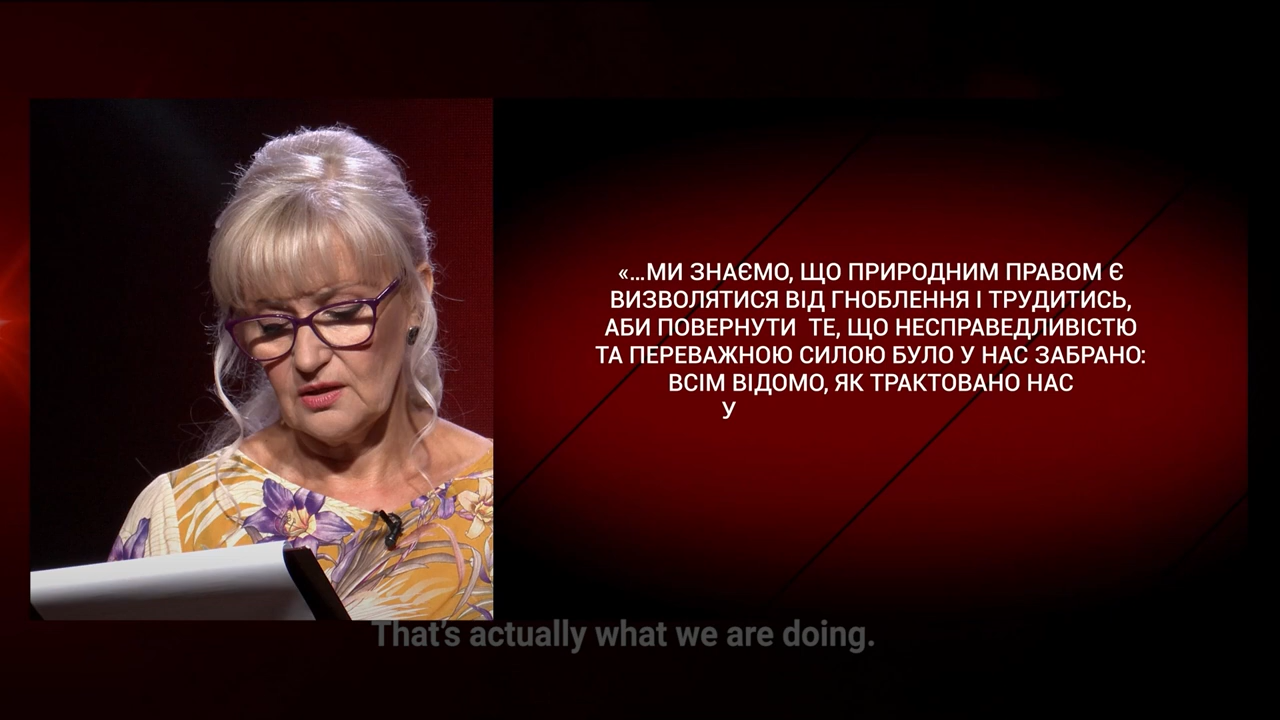 «...МИ ЗНАЄМО, ЩО ПРИРОДНИМ ПРАВОМ Є
ВИЗВОЛЯТИСЯ ВІД ГНОБЛЕННЯ І ТРУДИТИСЬ,
АБИ ПОВЕРНУТИ ТЕ, ЩО НЕСПРАВЕДЛИВІСТЮ
ТА ПЕРЕВАЖНОЮ СИЛОЮ БУЛО У НАС ЗАБРАНО:
ВСІМ ВІДОМО, ЯК ТРАКТОВАНО НАС
У
That's actually what we are doing.